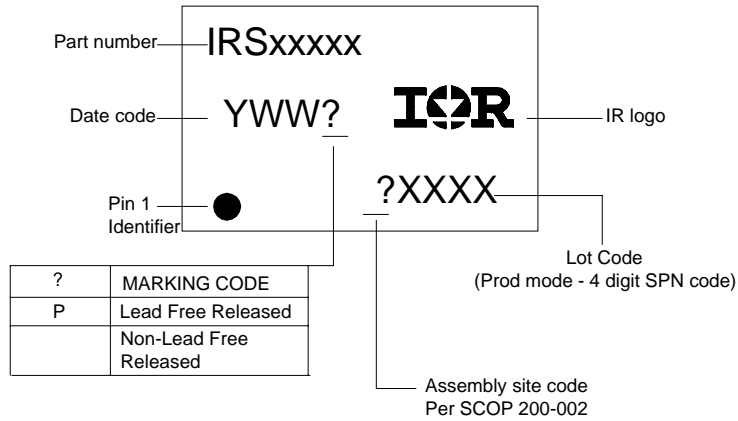 Part number
IRSxxxxx
Date code
YWW?
IOR
IR logo
Pin 1
Identifier
?XXXX
Lot Code
(Prod mode - 4 digit SPN code)
? MARKING CODE
P Lead Free Released
Non-Lead Free
Released
Assembly site code
Per SCOP 200-002